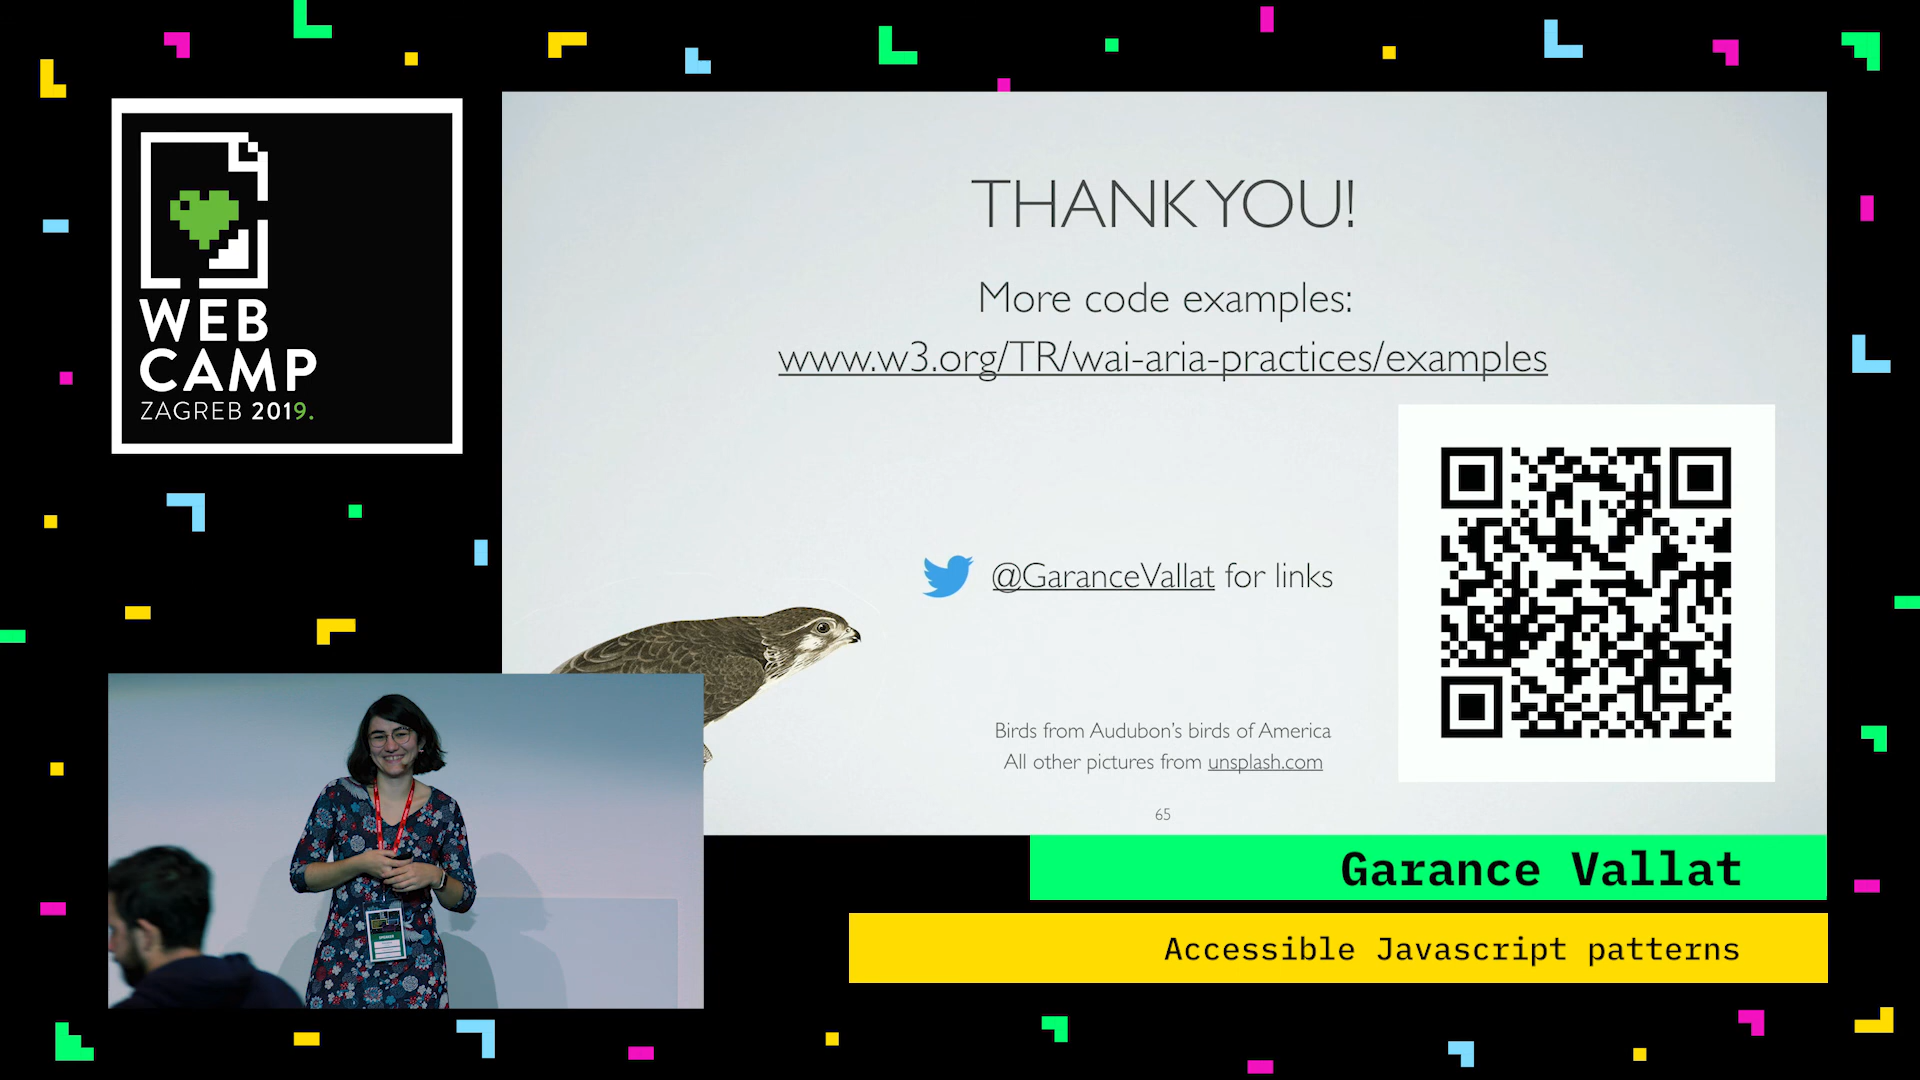 WEB
CAMP
ZAGREB 2019.
THANK YOU!
More code examples:
www.w3.org/TR/wai-aria-practices/examples
@GaranceVallat for links
Birds from Audubon's birds of America
All other pictures from unsplash.com
65
Garance Vallat
Accessible Javascript patterns